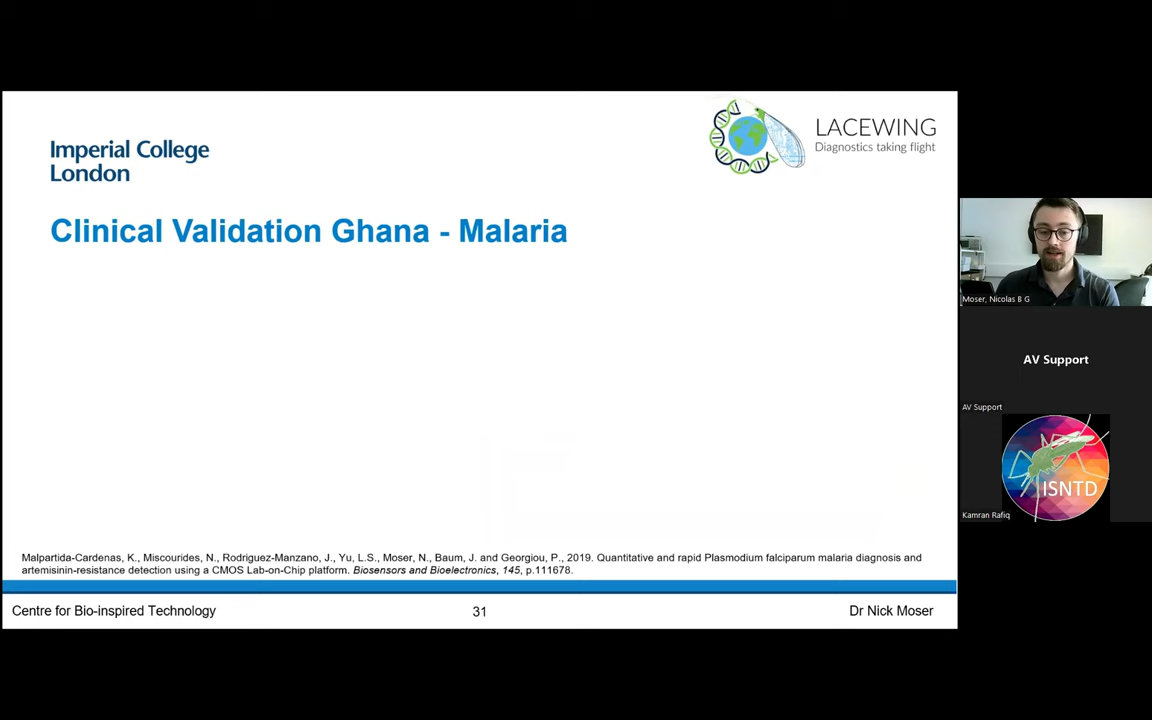 Imperial College
London
LACEWING
Diagnostics taking flight
Clinical Validation Ghana - Malaria
Malpartida-Cardenas, K., Miscourides, N., Rodriguez-Manzano, J., Yu, L.S., Moser, N., Baum, J. and Georgiou, P., 2019. Quantitative and rapid Plasmodium falciparum malaria diagnosis and
artemisinin-resistance detection using a CMOS Lab-on-Chip platform. Biosensors and Bioelectronics, 145, p.111678.
Centre for Bio-inspired Technology
31
Dr Nick Moser
Moser, Nicolas B G
AV Support
AV Support
ISNTD
Kamran Rafiq